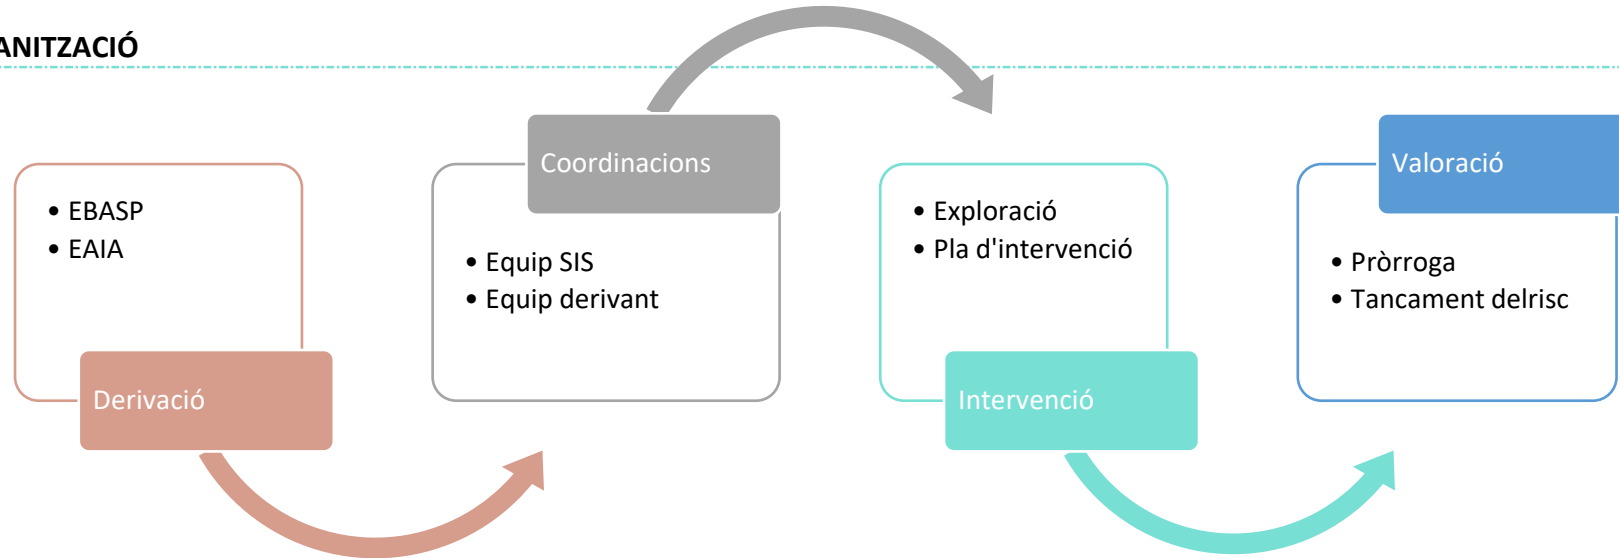 ANITZACIÓ
• EBASP
• EAIA
Derivació
Coordinacions
• Equip SIS
• Equip derivant
• Exploració
• Pla d'intervenció
Intervenció
Valoració
• Pròrroga
• Tancament delrisc